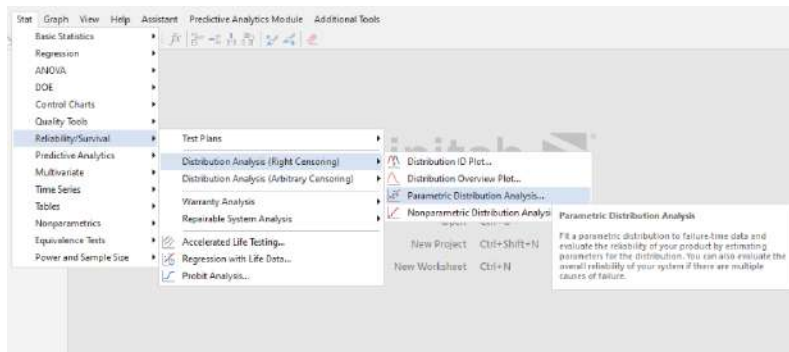 Stat Graph View Help Assistant Predictive Analytics Module Additional Tools
Basic Statistics
Regression
ANOVA
DOE
Control Charts
Quality Tools
Reliability/Survival
Predictive Analytics
Multivariate
Time Series
Tables
Nonparametrics
Equivalence Tests
Power and Sample Size
Test Plans
Distribution Analysis (Right Censoring)
Distribution Analysis (Arbitrary Censoring)
Warranty Analysis
Repairable System Analysis
Accelerated Life Testing...
Regression with Life Data...
Probit Analysis...
Distribution ID Plot...
Distribution Overview Plot...
Parametric Distribution Analysis...
Nonparametric Distribution Analysi
New Project Ctrl+Shift+N
New Worksheet Ctrl+N
Parametric Distribution Analysis
Fit a parametric distribution to failure-time data and
evaluate the reliability of your product by estimating
parameters for the distribution. You can also evaluate the
overall reliability of your system if there are multiple
causes of failure.